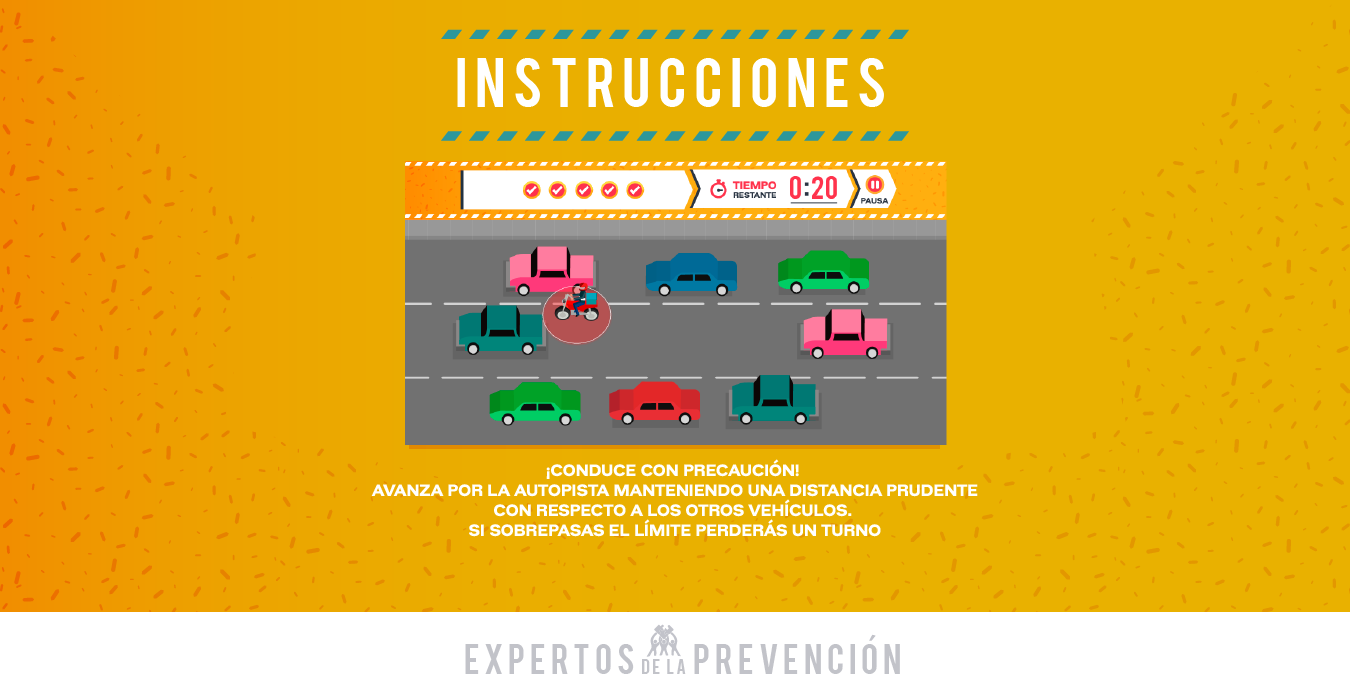 INSTRUCCIONES
TIEMPO
RESTANTE
0:20
PAUSA
¡CONDUCE CON PRECAUCIÓN!
AVANZA POR LA AUTOPISTA MANTENIENDO UNA DISTANCIA PRUDENTE
CON RESPECTO A LOS OTROS VEHÍCULOS.
SI SOBREPASAS EL LÍMITE PERDERÁS UN TURNO
EXPERTOS DE LA PREVENCIÓN